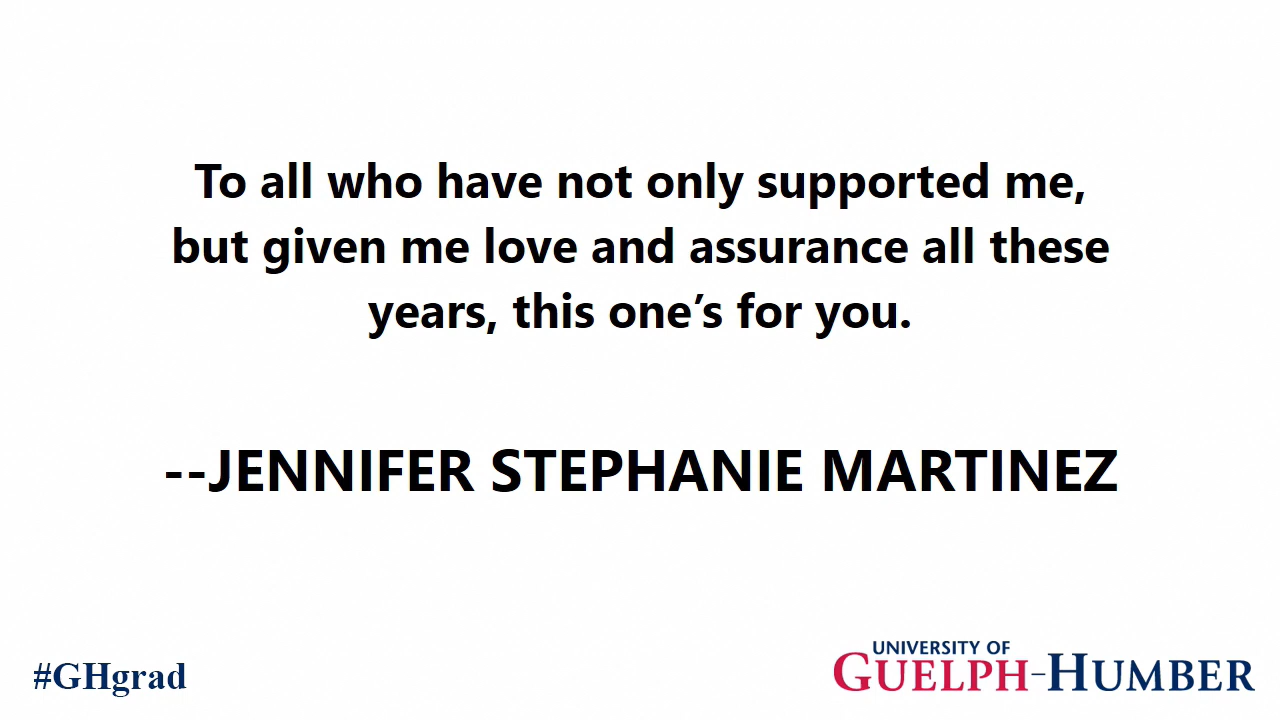 To all who have not only supported me,
but given me love and assurance all these
years, this one’s for you.
--JENNIFER STEPHANIE MARTINEZ
#GHgrad
UNIVERSITY OF
GUELPH-HUMBER